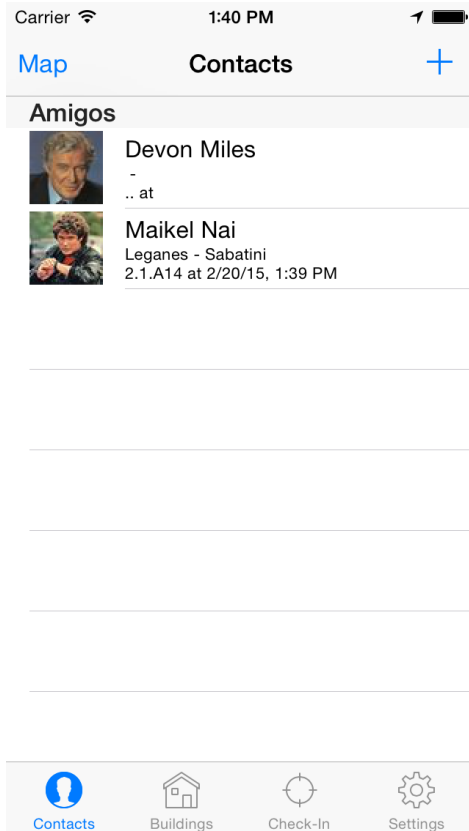 Carrier 1:40 PM
Map Contacts +
Amigos
Devon Miles
-
.. at
Maikel Nai
Leganes - Sabatini
2.1.A14 at 2/20/15, 1:39 PM
Contacts Buildings Check-In Settings